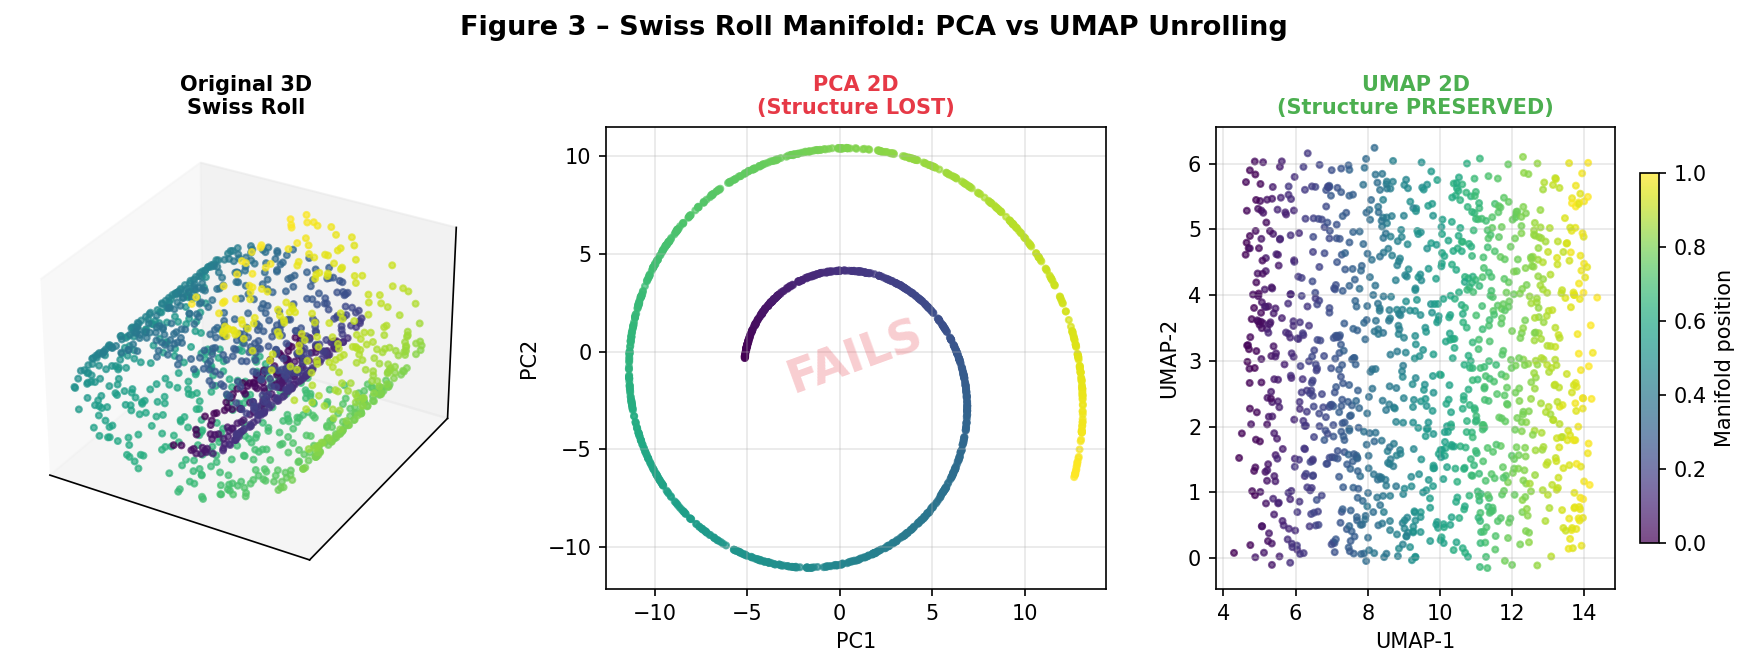 Figure 3 – Swiss Roll Manifold: PCA vs UMAP Unrolling
Original 3D
Swiss Roll
PCA 2D
(Structure LOST)
10
5
0
−5
−10
PC2
FAILS
−10
−5
0
5
10
PC1
UMAP 2D
(Structure PRESERVED)
6
5
4
3
2
1
0
UMAP-2
4
6
8
10
12
14
UMAP-1
1.0
0.8
0.6
0.4
0.2
0.0
Manifold position